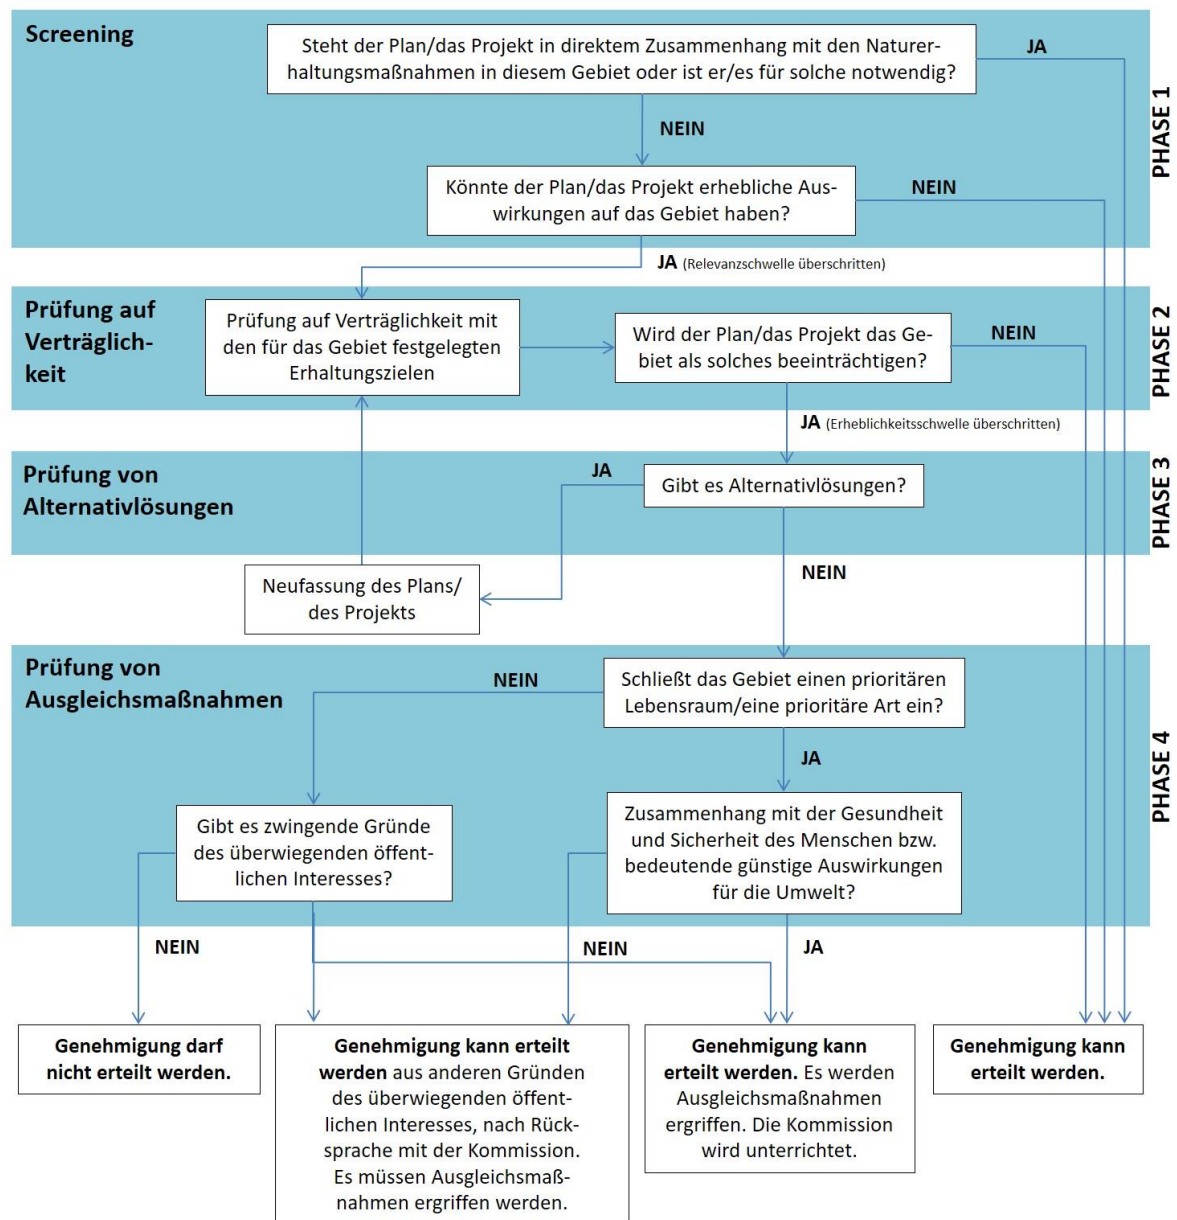 Screening
Steht der Plan/das Projekt in direktem Zusammenhang mit den Naturer-
haltungsmaßnahmen in diesem Gebiet oder ist er/es für solche notwendig?
JA
NEIN
Könnte der Plan/das Projekt erhebliche Aus-
wirkungen auf das Gebiet haben?
NEIN
PHASE 1
JA (Relevanzschwelle überschritten)
Prüfung auf
Verträglich-
keit
Prüfung auf Verträglichkeit mit
den für das Gebiet festgelegten
Erhaltungszielen
Wird der Plan/das Projekt das Ge-
biet als solches beeinträchtigen?
NEIN
PHASE 2
JA (Erheblichkeitsschwelle überschritten)
Prüfung von
Alternativlösungen
JA
Gibt es Alternativlösungen?
PHASE 3
NEIN
Neufassung des Plans/
des Projekts
Prüfung von
Ausgleichsmaßnahmen
NEIN
Schließt das Gebiet einen prioritären
Lebensraum/eine prioritäre Art ein?
JA
PHASE 4
Gibt es zwingende Gründe
des überwiegenden öffent-
lichen Interesses?
Zusammenhang mit der Gesundheit
und Sicherheit des Menschen bzw.
bedeutende günstige Auswirkungen
für die Umwelt?
NEIN
NEIN
JA
Genehmigung darf
nicht erteilt werden.
Genehmigung kann erteilt
werden aus anderen Gründen
des überwiegenden öffent-
lichen Interesses, nach Rück-
sprache mit der Kommission.
Es müssen Ausgleichsmaß-
nahmen ergriffen werden.
Genehmigung kann
erteilt werden. Es werden
Ausgleichsmaßnahmen
ergriffen. Die Kommission
wird unterrichtet.
Genehmigung kann
erteilt werden.